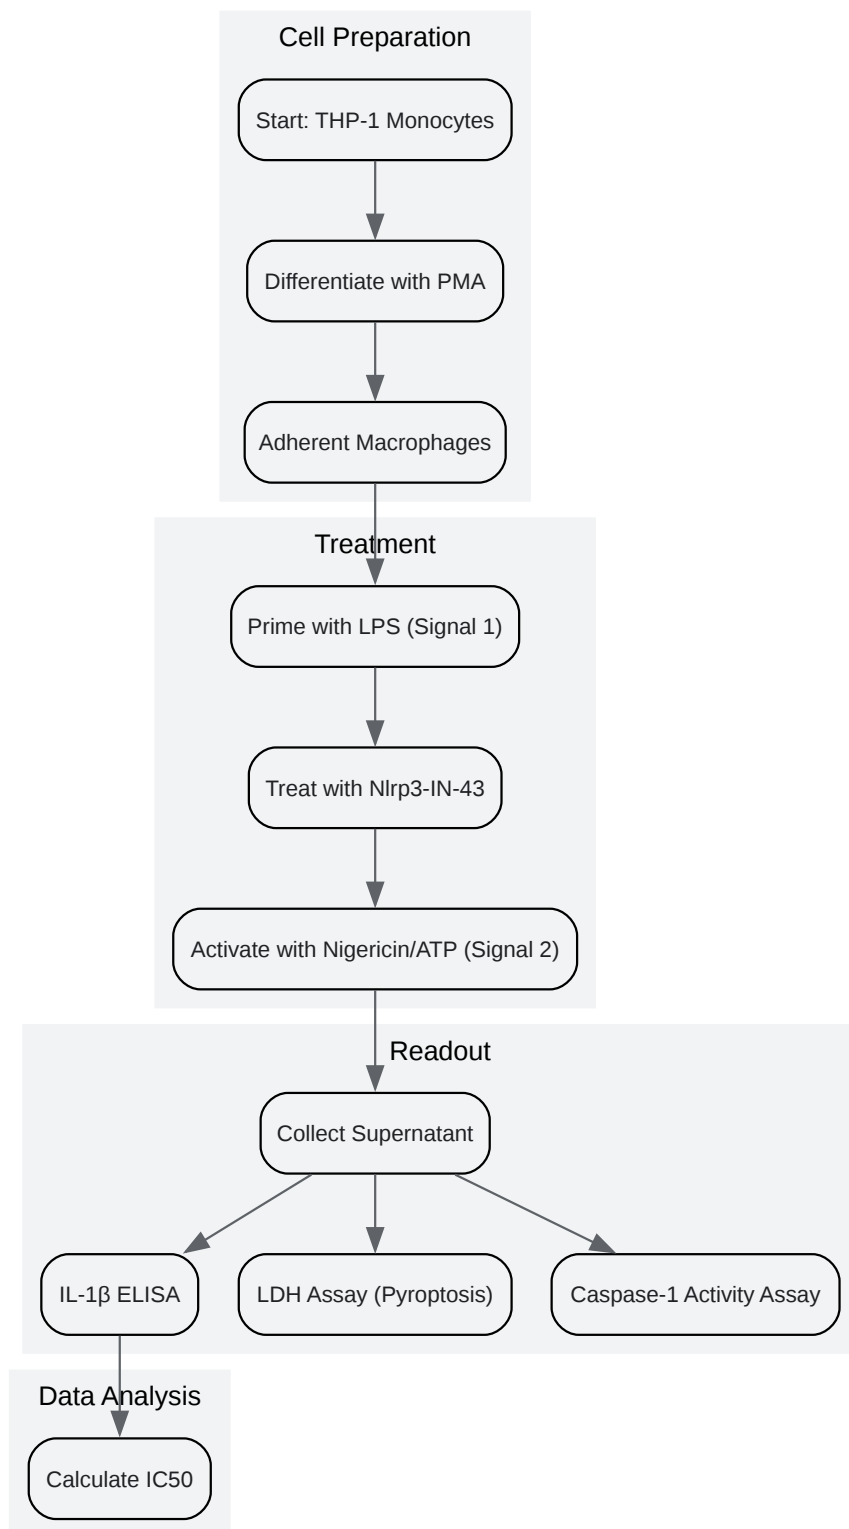 Cell Preparation
Start: THP-1 Monocytes
Differentiate with PMA
Adherent Macrophages
Treatment
Prime with LPS (Signal 1)
Treat with Nlrp3-IN-43
Activate with Nigericin/ATP (Signal 2)
Readout
Collect Supernatant
IL-1β ELISA
LDH Assay (Pyroptosis)
Caspase-1 Activity Assay
Data Analysis
Calculate IC50